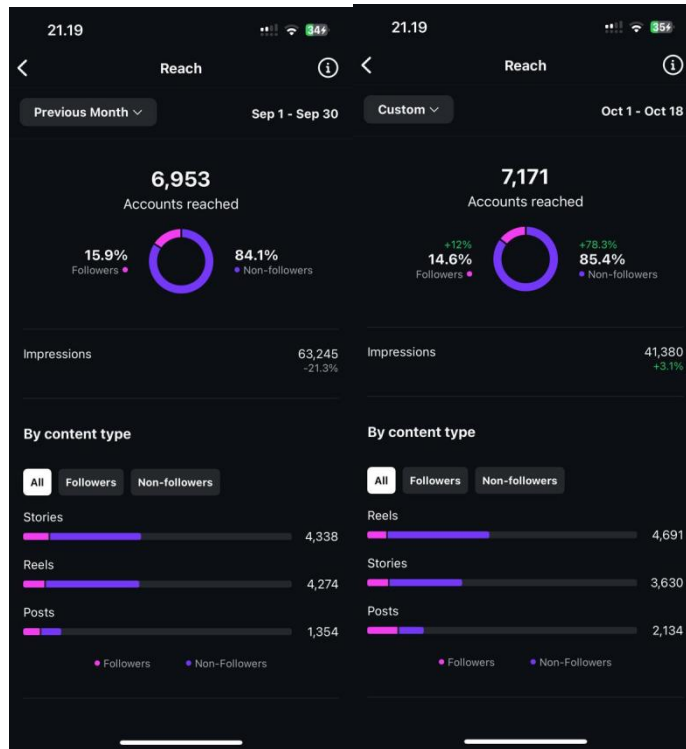 21.19
34
Reach
Previous Month
Sep 1 - Sep 30
6,953
Accounts reached
15.9%
Followers
84.1%
Non-followers
Impressions
63,245
-21.3%
By content type
All Followers Non-followers
Stories
4,338
Reels
4,274
Posts
1,354
Followers Non-Followers
21.19
35
Reach
Custom
Oct 1 - Oct 18
7,171
Accounts reached
+12%
14.6%
Followers
+78.3%
85.4%
Non-followers
Impressions
41,380
+3.1%
By content type
All Followers Non-followers
Reels
4,691
Stories
3,630
Posts
2,134
Followers Non-Followers